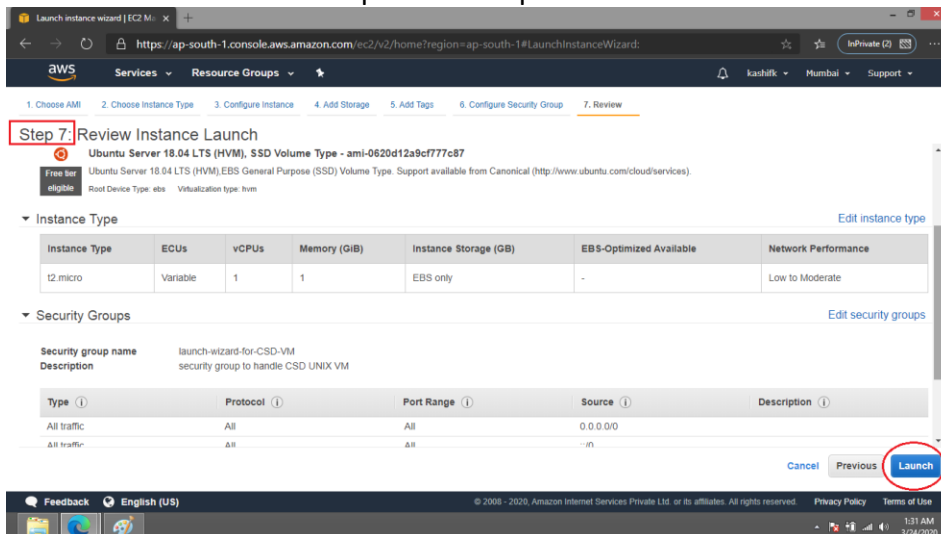 Launch instance wizard | EC2 Ma
https://ap-south-1.console.aws.amazon.com/ec2/v2/home?region=ap-south-1#LaunchInstanceWizard:
InPrivate (2)
aws Services Resource Groups kashifk Mumbai Support
1. Choose AMI 2. Choose Instance Type 3. Configure Instance 4. Add Storage 5. Add Tags 6. Configure Security Group 7. Review
Step 7: Review Instance Launch
Ubuntu Server 18.04 LTS (HVM), SSD Volume Type - ami-0620d12a9cf777c87
Free tier eligible
Ubuntu Server 18.04 LTS (HVM),EBS General Purpose (SSD) Volume Type. Support available from Canonical (http://www.ubuntu.com/cloud/services).
Root Device Type: ebs Virtualization type: hvm
Instance Type Edit instance type
Instance Type ECUs vCPUs Memory (GiB) Instance Storage (GB) EBS-Optimized Available Network Performance
t2.micro Variable 1 1 EBS only - Low to Moderate
Security Groups Edit security groups
Security group name launch-wizard-for-CSD-VM
Description security group to handle CSD UNIX VM
Type Protocol Port Range Source Description
All traffic All All 0.0.0.0/0
All traffic All All ::/0
Cancel Previous Launch
Feedback English (US) © 2008 - 2020, Amazon Internet Services Private Ltd. or its affiliates. All rights reserved. Privacy Policy Terms of Use
1:31 AM
3/24/2020